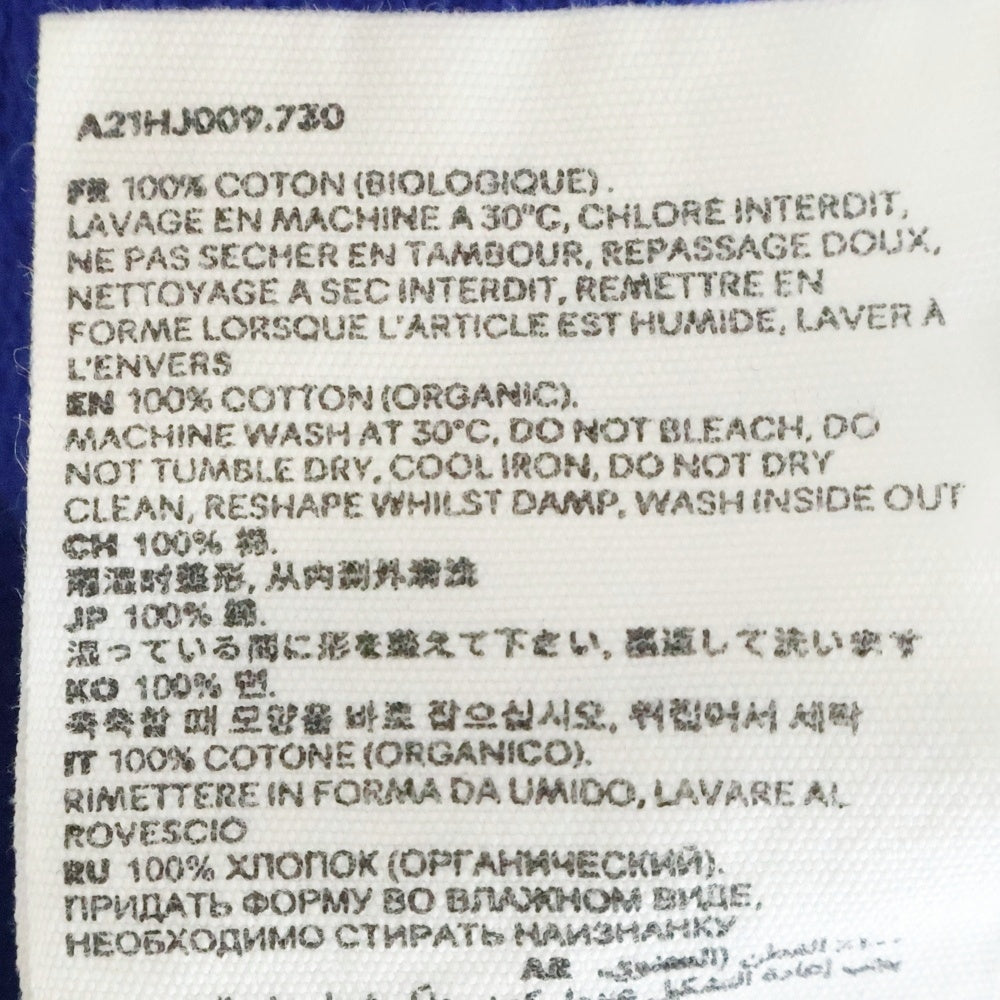 A21HJ009.730
FR 100% COTON (BIOLOGIQUE).
LAVAGE EN MACHINE A 30°C, CHLORE INTERDIT,
NE PAS SECHER EN TAMBOUR, REPASSAGE DOUX,
NETTOYAGE A SEC INTERDIT, REMETTRE EN
FORME LORSQUE L'ARTICLE EST HUMIDE, LAVER À
L'ENVERS
EN 100% COTTON (ORGANIC).
MACHINE WASH AT 30°C, DO NOT BLEACH, DO
NOT TUMBLE DRY, COOL IRON, DO NOT DRY
CLEAN, RESHAPE WHILST DAMP, WASH INSIDE OUT
CH 100% 棉.
潮湿时整形, 从内到外清洗
JP 100% 綿.
湿っている間に形を整えて下さい, 裏返して洗います
KO 100% 면.
축축할 때 모양을 바로 잡으십시오, 뒤집어서 세탁
IT 100% COTONE (ORGANICO).
RIMETTERE IN FORMA DA UMIDO, LAVARE AL
ROVESCIO
RU 100% ХЛОПОК (ОРГАНИЧЕСКИЙ).
ПРИДАТЬ ФОРМУ ВО ВЛАЖНОМ ВИДЕ,
НЕОБХОДИМО СТИРАТЬ НАИЗНАНКУ
AR